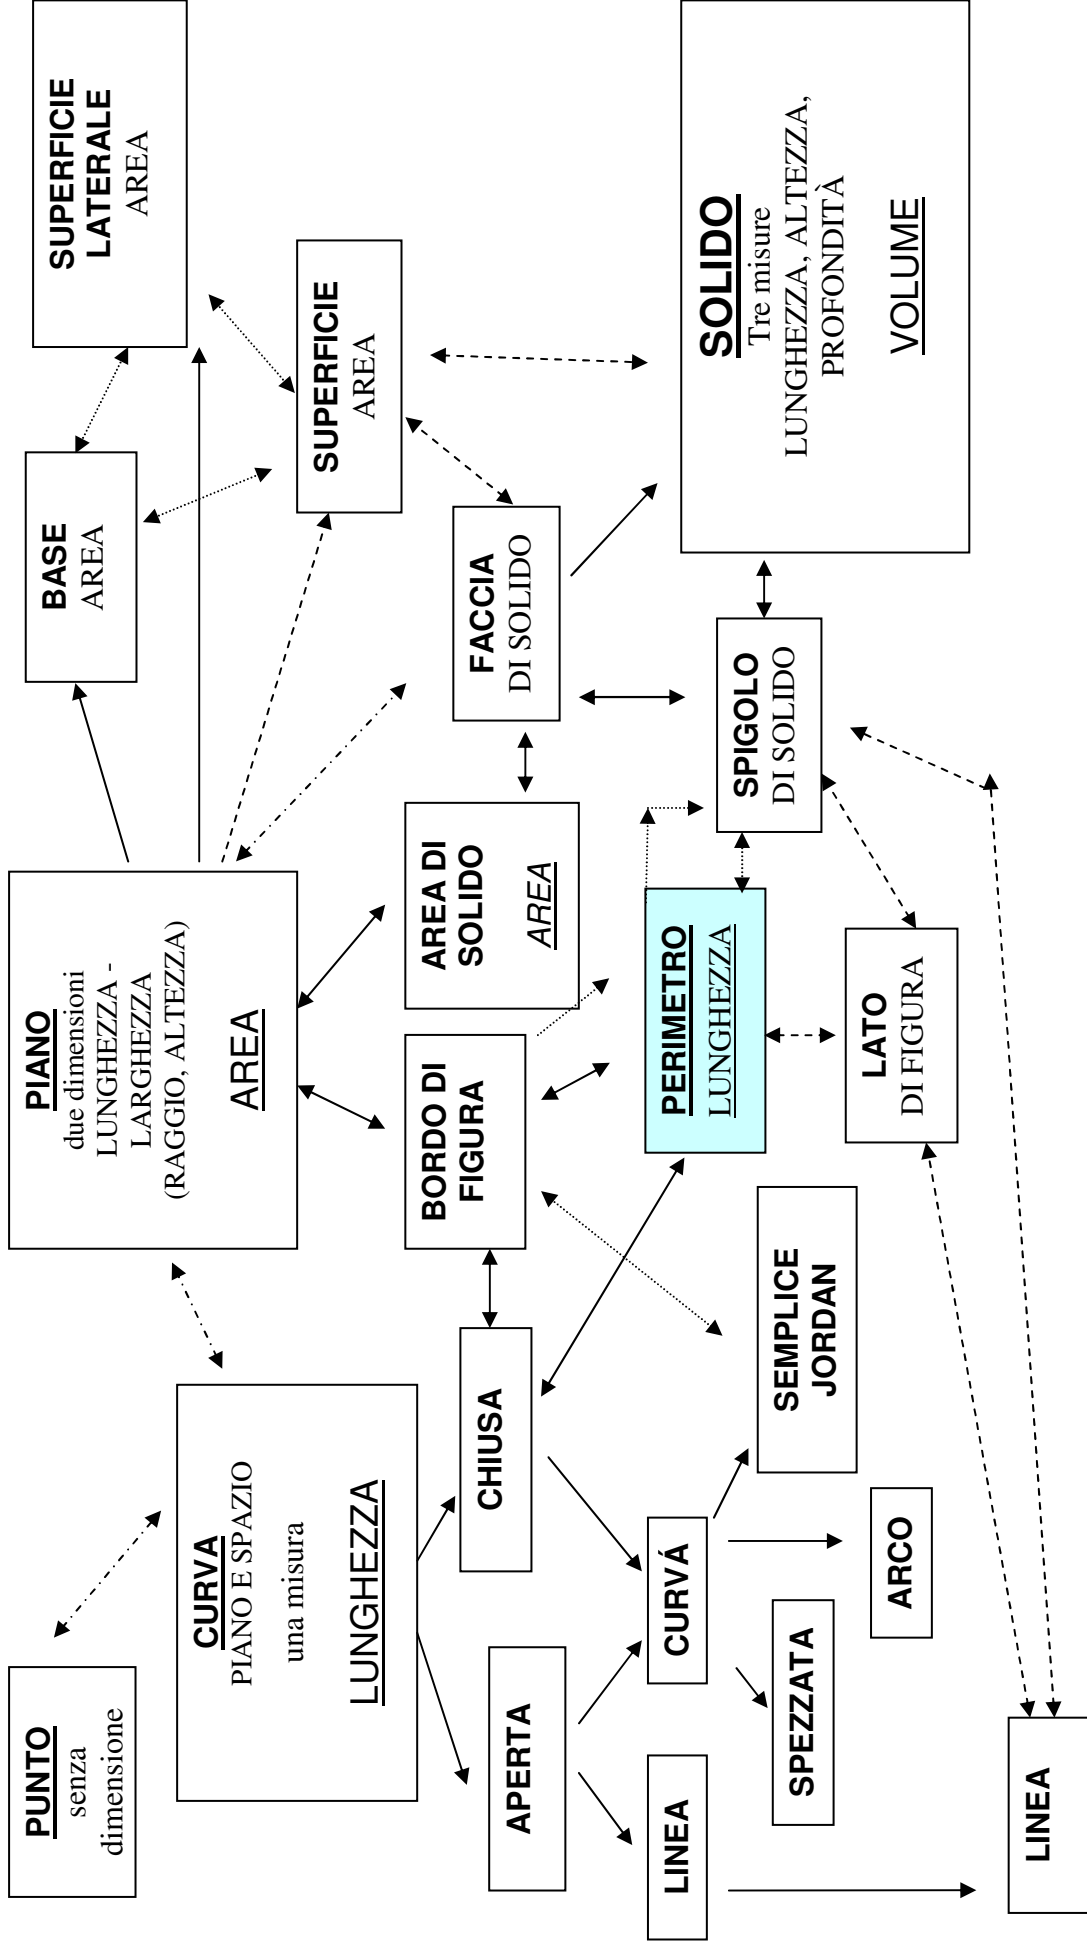 PUNTO
senza
dimensione
CURVA
PIANO E SPAZIO
una misura
LUNGHEZZA
PIANO
due dimensioni
LUNGHEZZA -
LARGHEZZA
(RAGGIO, ALTEZZA)
AREA
BASE
AREA
SUPERFICIE
LATERALE
AREA
SUPERFICIE
AREA
APERTA
CHIUSA
BORDO DI
FIGURA
AREA DI
SOLIDO
AREA
FACCIA
DI SOLIDO
LINEA
CURVÁ
PERIMETRO
LUNGHEZZA
SPIGOLO
DI SOLIDO
SOLIDO
Tre misure
LUNGHEZZA, ALTEZZA,
PROFONDITÀ
VOLUME
SPEZZATA
ARCO
SEMPLICE
JORDAN
LATO
DI FIGURA
LINEA